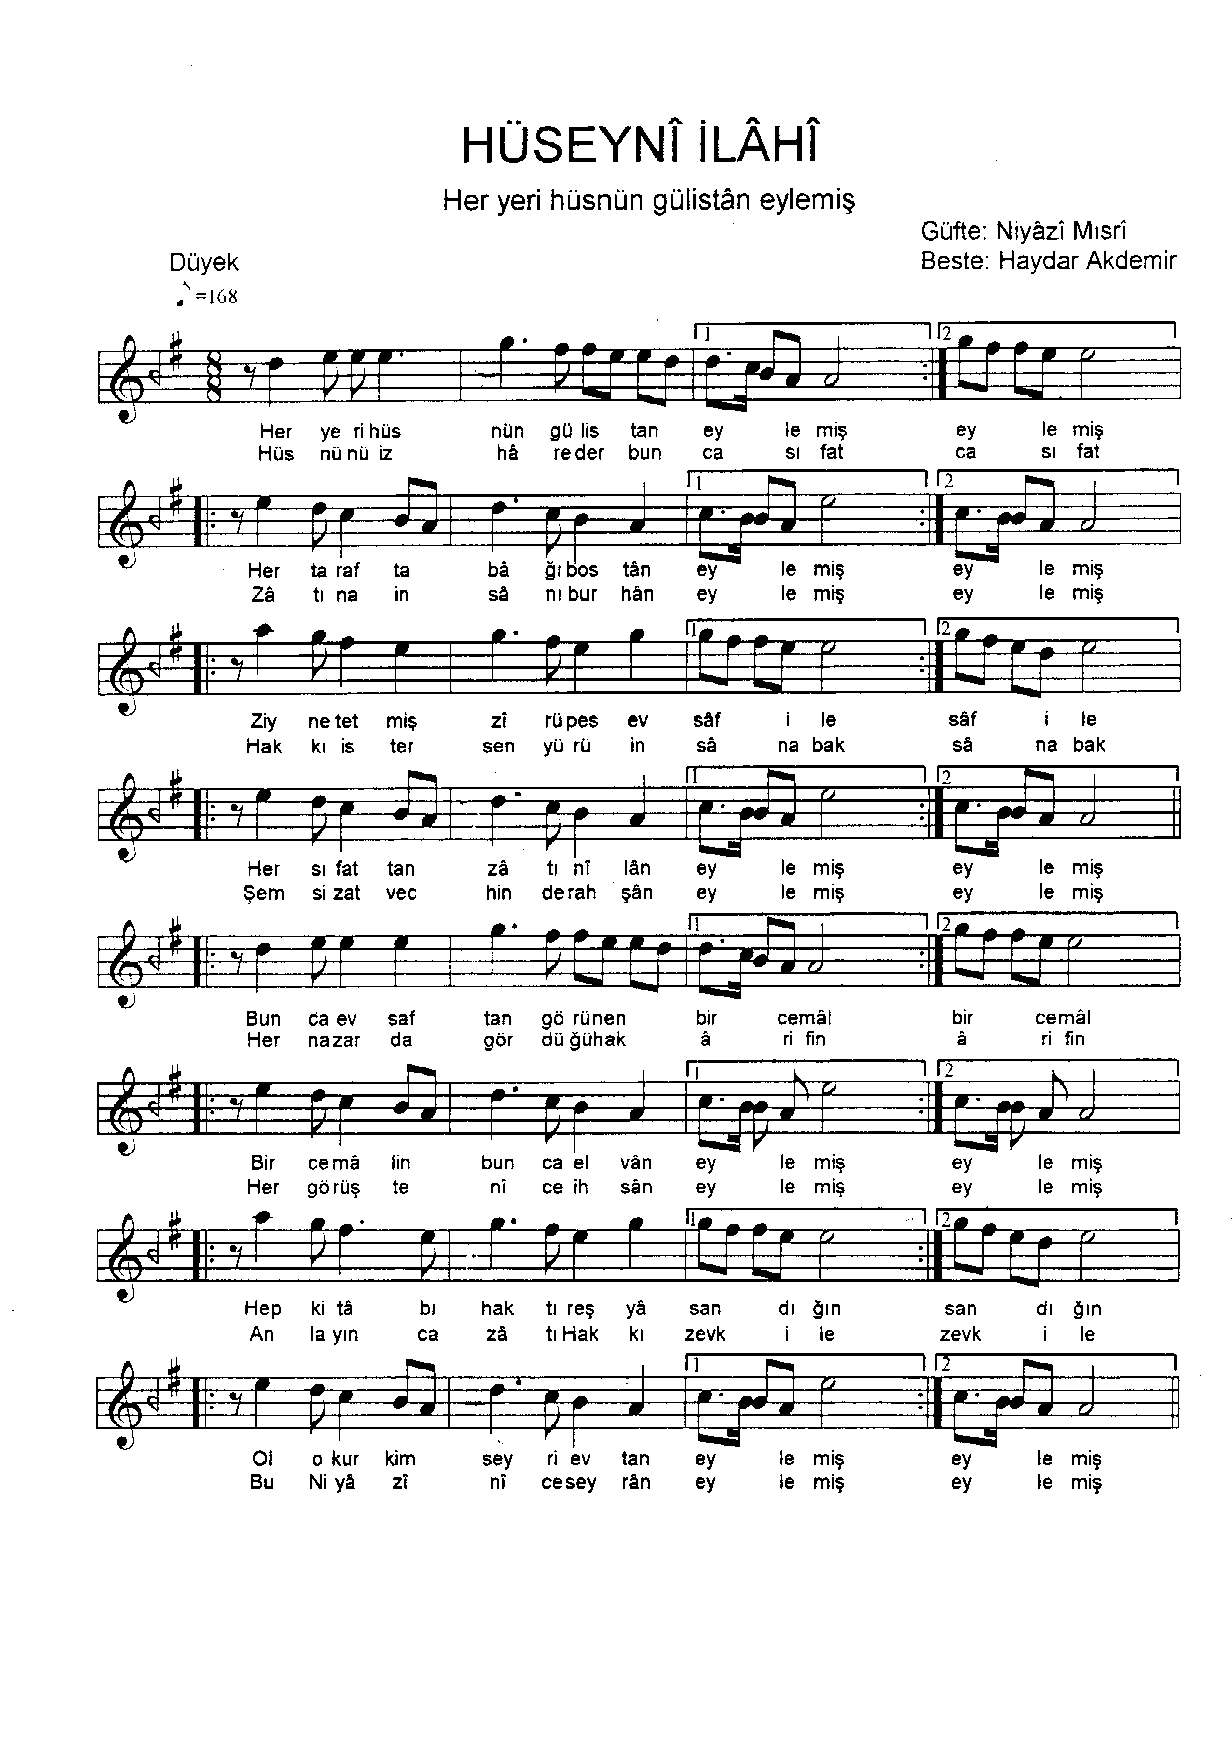 HÜSEYNÎ İLÂHÎ
Her yeri hüsnün gülistân eylemiş
Güfte: Niyâzî Mısrî
Düyek
Beste: Haydar Akdemir
♪=168
1 2
8 8
Her ye ri hüs nün gü lis tan ey le miş ey le miş
Hüs nü nü iz hâ re der bun ca sı fat ca sı fat
1 2
Her ta raf ta bâ ğı bos tân ey le miş ey le miş
Zâ tı na in sâ nı bur hân ey le miş ey le miş
1 2
Ziy ne tet miş zî rü pes ev sâf i le sâf i le
Hak kı is ter sen yü rü in sâ na bak sâ na bak
1 2
Her sı fat tan zâ tı nî lân ey le miş ey le miş
Şem si zat vec hin de rah şân ey le miş ey le miş
1 2
Bun ca ev saf tan gö rünen bir cemâl bir cemâl
Her nazar da gör dü ğühak â ri fin â ri fin
1 2
Bir ce mâ lin bun ca el vân ey le miş ey le miş
Her görüş te nî ce ih sân ey le miş ey le miş
1 2
Hep ki tâ bı hak tı reş yâ san dı ğın san dı ğın
An la yın ca zâ tı Hak kı zevk i le zevk i le
1 2
Ol o kur kim sey ri ev tan ey le miş ey le miş
Bu Ni yâ zî nî cesey rân ey le miş ey le miş